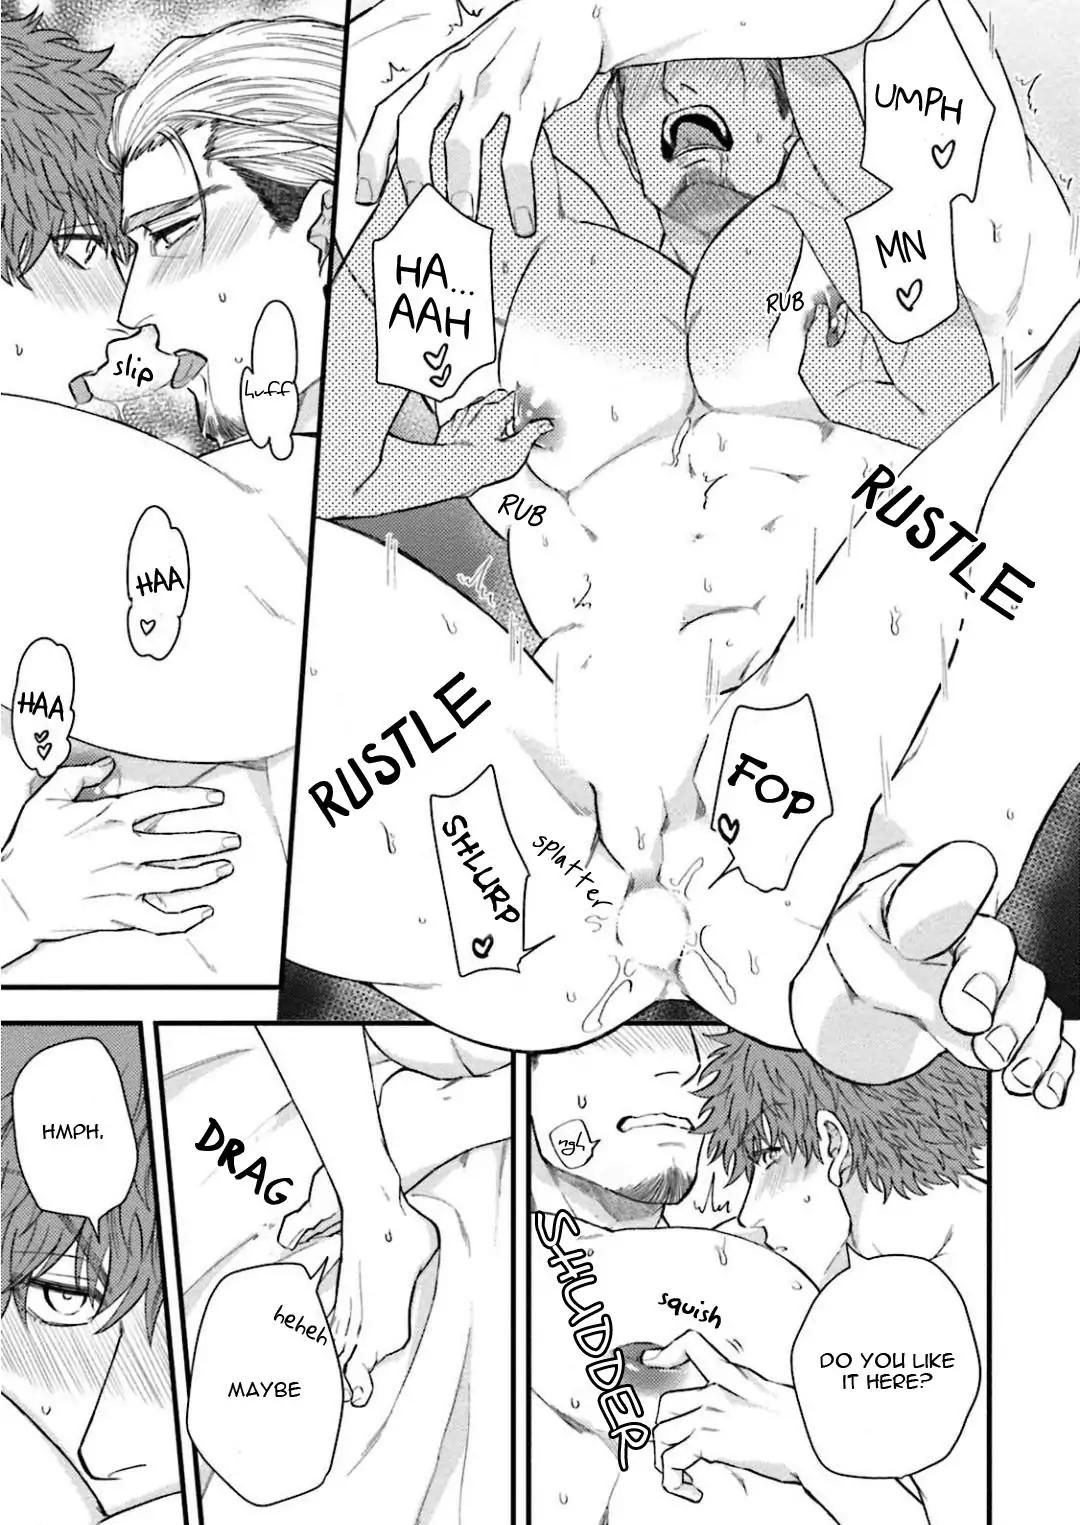 UMPH
MN
HA...
AAH
RUB
RUB
RUSTLE
RUSTLE
FOP
SHLURP
splatter
slip
huff
HAA
HAA
ngh
SHUDDER
squish
DO YOU LIKE
IT HERE?
DRAG
heheh
MAYBE
HMPH.